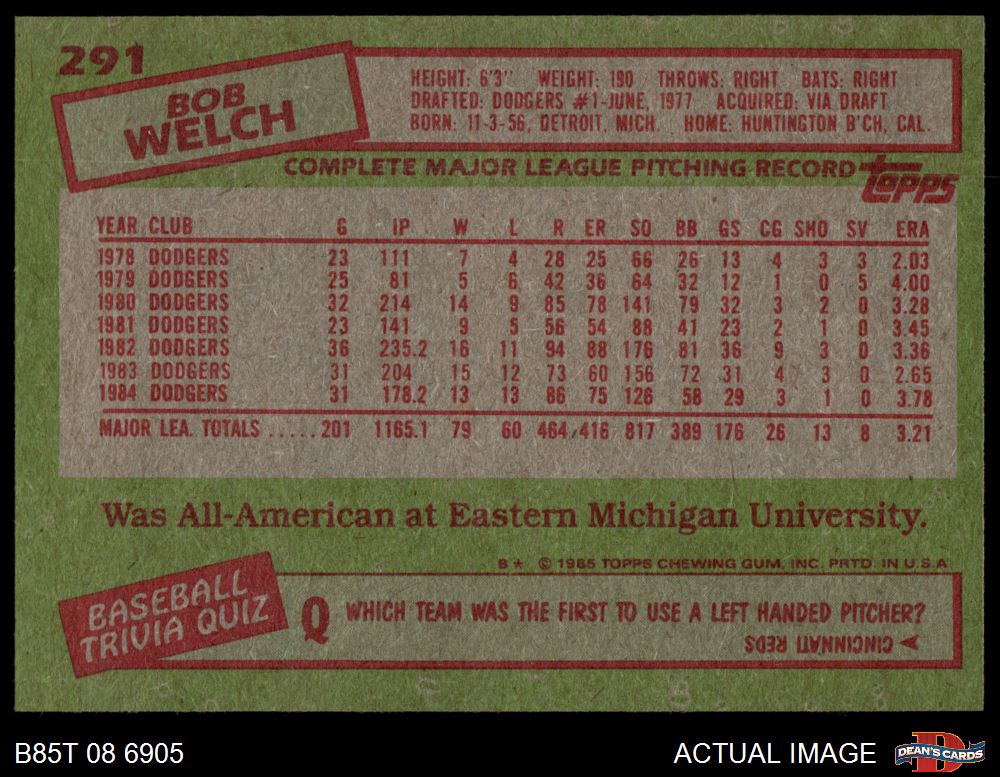 291
BOB
WELCH
HEIGHT: 6'3" WEIGHT: 190 THROWS: RIGHT BATS: RIGHT
DRAFTED: DODGERS #1-JUNE, 1977 ACQUIRED: VIA DRAFT
BORN: 11-3-56, DETROIT, MICH. HOME: HUNTINGTON B'CH, CAL.
COMPLETE MAJOR LEAGUE PITCHING RECORD topps
YEAR CLUB G IP W L R ER SO BB GS CG SHO SV ERA
1978 DODGERS 23 111 7 4 28 25 66 26 13 4 3 3 2.03
1979 DODGERS 25 81 5 6 42 36 64 32 12 1 0 5 4.00
1980 DODGERS 32 214 14 9 85 78 141 79 32 3 2 0 3.28
1981 DODGERS 23 141 9 5 56 54 88 41 23 2 1 0 3.45
1982 DODGERS 36 235.2 16 11 94 88 176 81 36 9 3 0 3.36
1983 DODGERS 31 204 15 12 73 60 156 72 31 4 3 0 2.65
1984 DODGERS 31 178.2 13 13 86 75 126 58 29 3 1 0 3.78
MAJOR LEA. TOTALS .....201 1165.1 79 60 464 416 817 389 176 26 13 8 3.21
Was All-American at Eastern Michigan University.
B* © 1985 TOPPS CHEWING GUM, INC. PRTD. IN U.S.A
BASEBALL
TRIVIA QUIZ
Q WHICH TEAM WAS THE FIRST TO USE A LEFT HANDED PITCHER?
CINCINNATI REDS
B85T 08 6905
ACTUAL IMAGE
D
DEAN'S CARDS